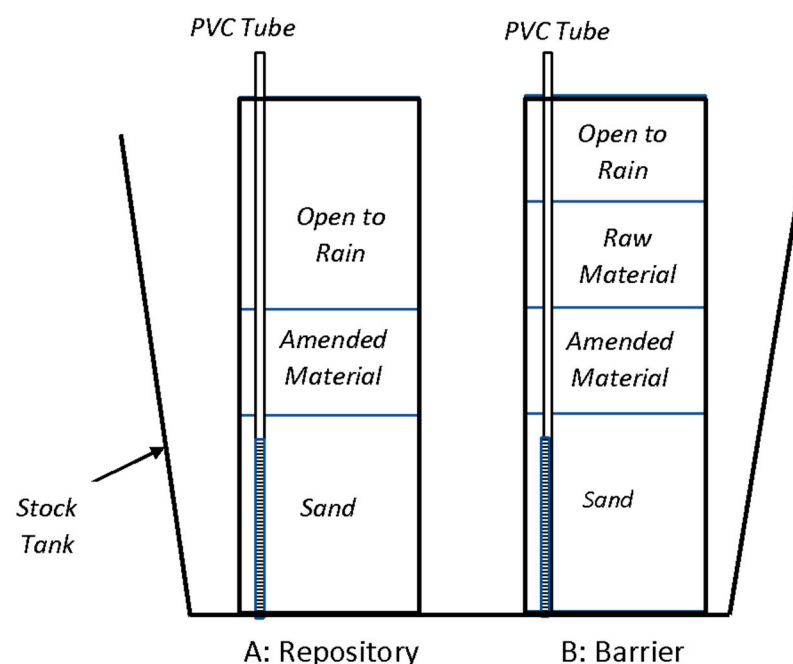 PVC Tube
PVC Tube
Open to
Rain
Amended
Material
Sand
Open to
Rain
Raw
Material
Amended
Material
Sand
Stock
Tank
A: Repository
B: Barrier